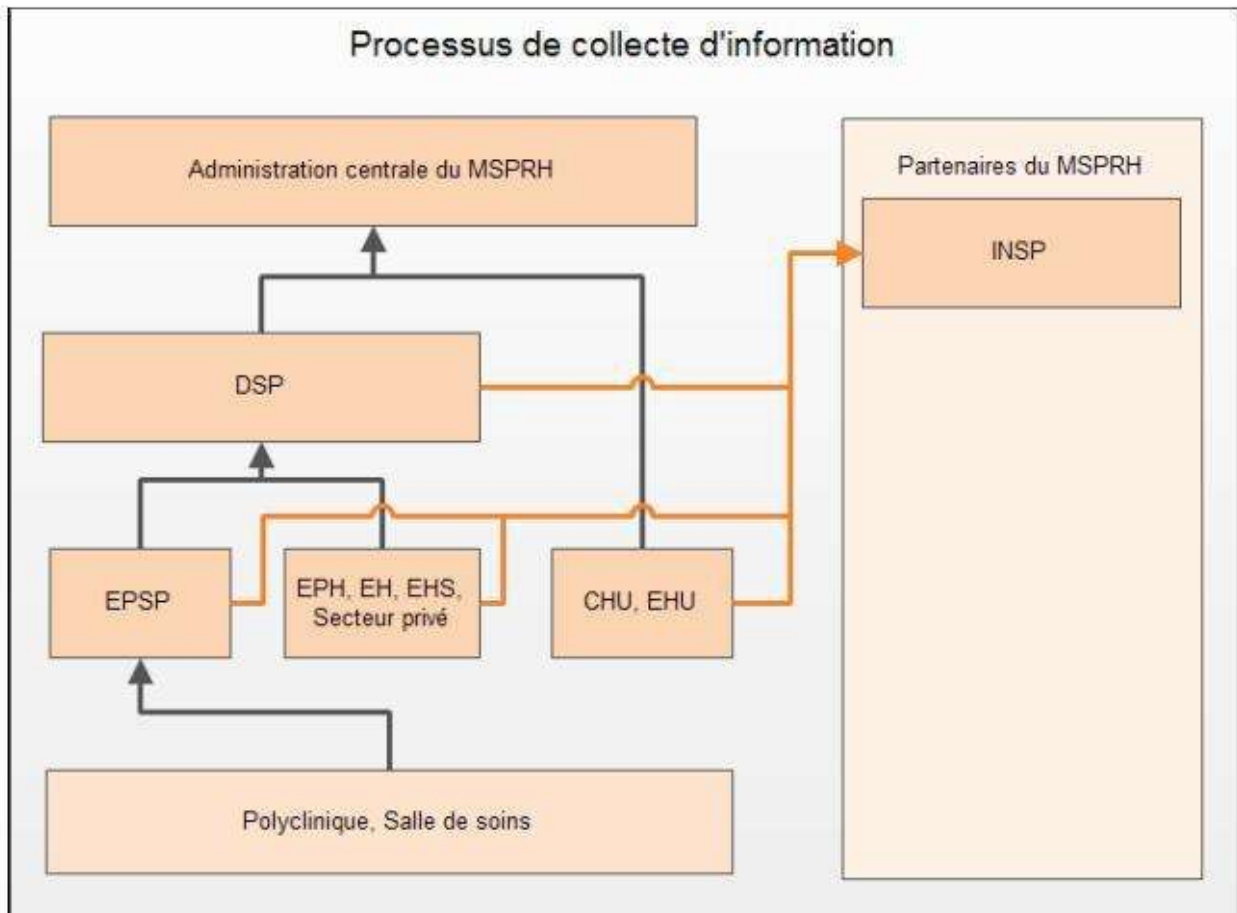 Processus de collecte d'information
Administration centrale du MSPRH
Partenaires du MSPRH
INSP
DSP
EPSP
EPH, EH, EHS,
Secteur privé
CHU, EHU
Polyclinique, Salle de soins